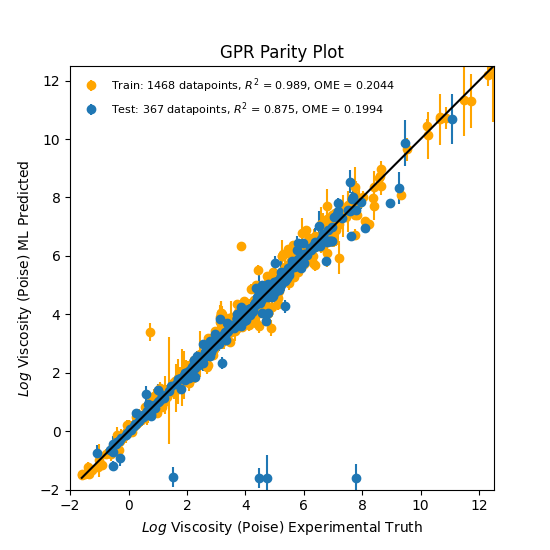 GPR Parity Plot
Train: 1468 datapoints, R² = 0.989, OME = 0.2044
Test: 367 datapoints, R² = 0.875, OME = 0.1994
Log Viscosity (Poise) ML Predicted
12
10
8
6
4
2
0
−2
−2 0 2 4 6 8 10 12
Log Viscosity (Poise) Experimental Truth